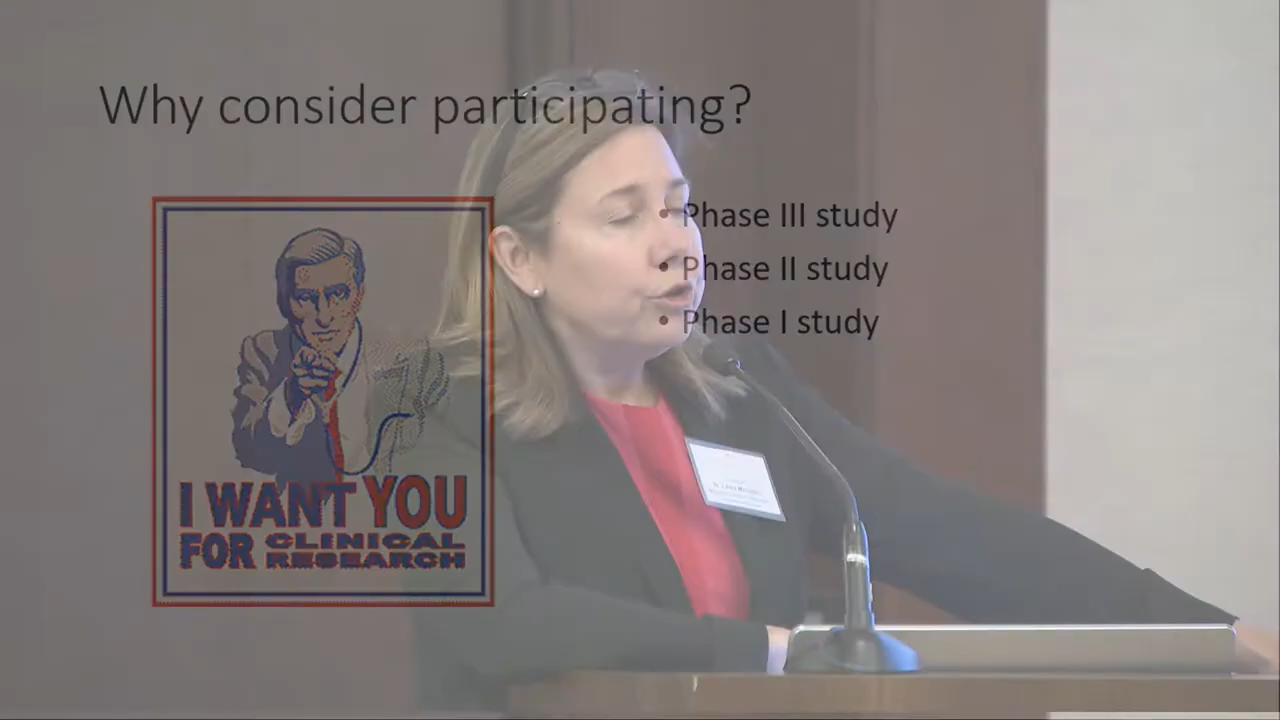 Why consider participating?
• Phase III study
• Phase II study
• Phase I study
I WANT YOU
FOR CLINICAL
RESEARCH